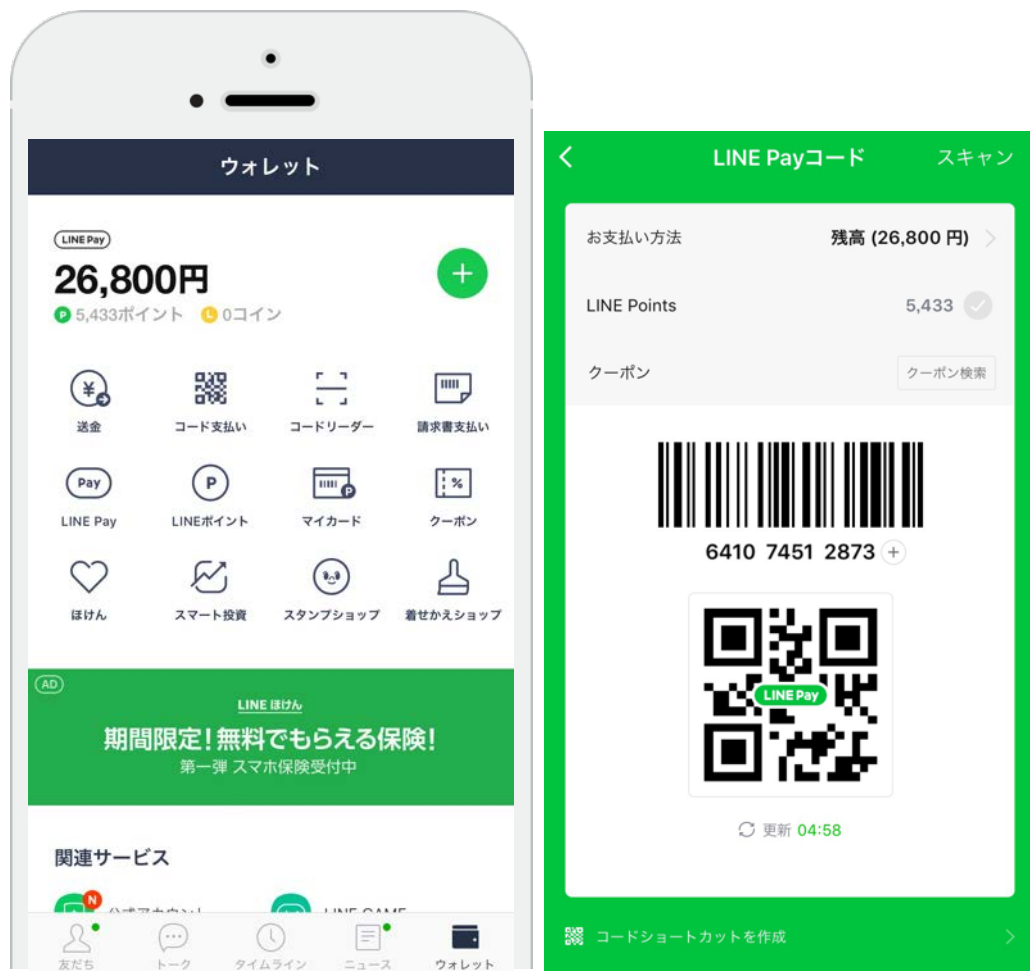 ウォレット
LINE Pay
26,800円
P 5,433ポイント L 0コイン
送金 コード支払い コードリーダー 請求書支払い
Pay P P %
LINE Pay LINEポイント マイカード クーポン
ほけん スマート投資 スタンプショップ 着せかえショップ
AD
LINE ほけん
期間限定!無料でもらえる保険!
第一弾 スマホ保険受付中
関連サービス
N
公式アカウント LINE GAME
友だち トーク タイムライン ニュース ウォレット
LINE Payコード スキャン
お支払い方法 残高 (26,800 円)
LINE Points 5,433
クーポン クーポン検索
6410 7451 2873 +
LINE Pay
更新 04:58
コードショートカットを作成